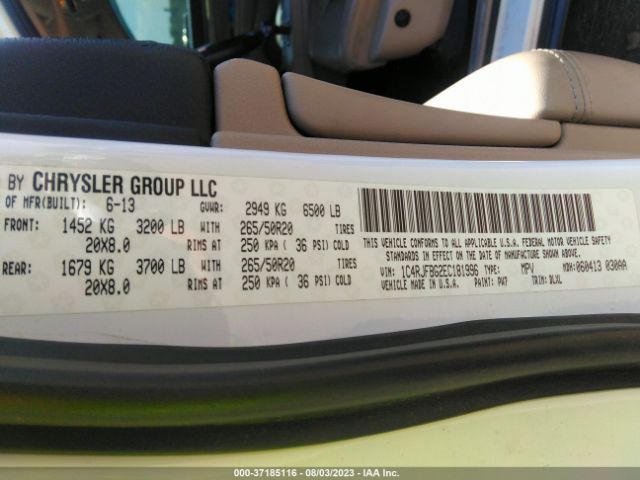 BY CHRYSLER GROUP LLC
OF MFR(BUILT): 6-13 GVWR: 2949 KG 6500 LB
FRONT: 1452 KG 3200 LB WITH 265/50R20 TIRES
20X8.0 RIMS AT 250 KPA ( 36 PSI) COLD
REAR: 1679 KG 3700 LB WITH 265/50R20 TIRES
20X8.0 RIMS AT 250 KPA ( 36 PSI) COLD
THIS VEHICLE CONFORMS TO ALL APPLICABLE U.S.A. FEDERAL MOTOR VEHICLE SAFETY
STANDARDS IN EFFECT ON THE DATE OF MANUFACTURE SHOWN ABOVE
VIN: 1C4RJFBG2EC181996 TYPE: MPV MDH: 060413 030AA
MADE IN U.S.A. PAINT: PW7 TRIM: DLXL
000-37185116 - 08/03/2023 - IAA Inc.